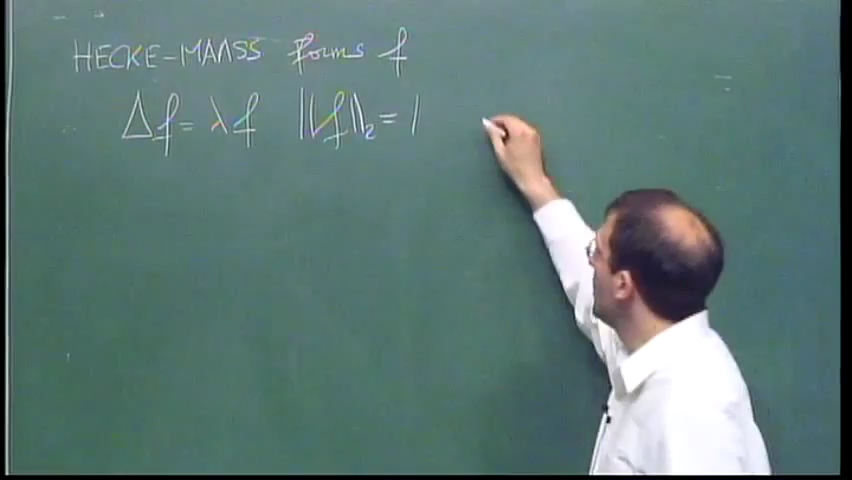 HECKE-MAASS forms f
Δf = λf ||f||₂ = 1